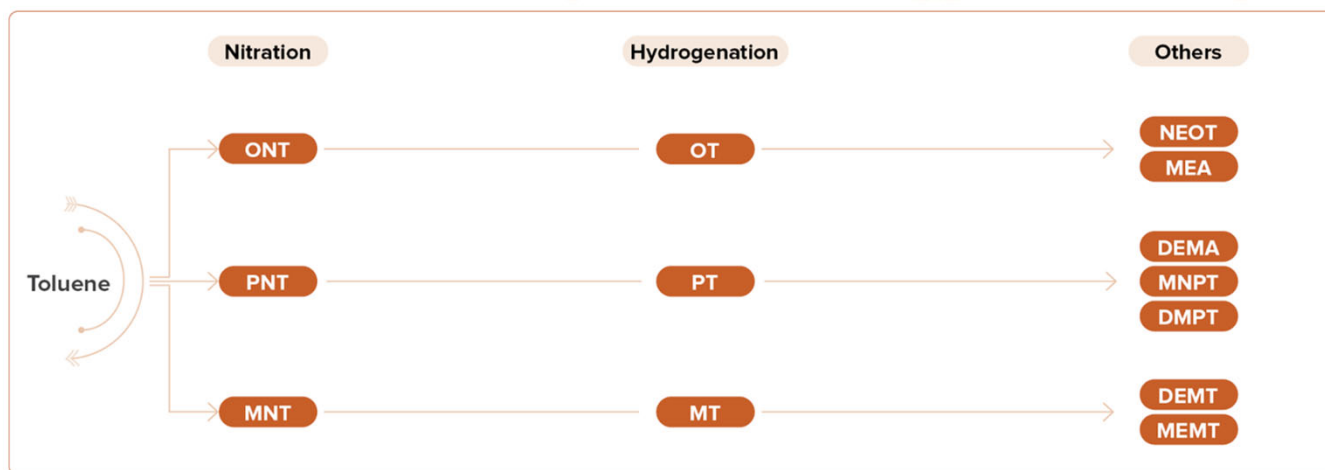 Nitration Hydrogenation Others
ONT OT NEOT
MEA
Toluene
PNT PT DEMA
MNPT
DMPT
MNT MT DEMT
MEMT